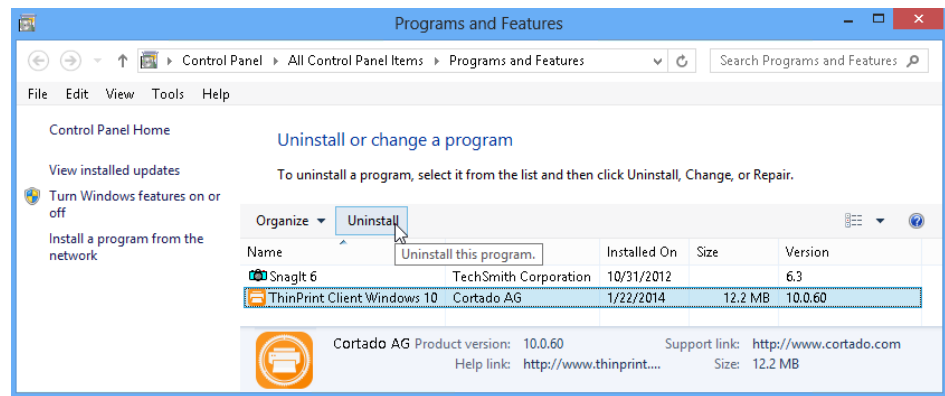 Programs and Features
Control Panel All Control Panel Items Programs and Features Search Programs and Features
File Edit View Tools Help
Control Panel Home
View installed updates
Turn Windows features on or
off
Install a program from the
network
Uninstall or change a program
To uninstall a program, select it from the list and then click Uninstall, Change, or Repair.
Organize Uninstall
Name Uninstall this program. Installed On Size Version
SnagIt 6 TechSmith Corporation 10/31/2012 6.3
ThinPrint Client Windows 10 Cortado AG 1/22/2014 12.2 MB 10.0.60
Cortado AG Product version: 10.0.60 Support link: http://www.cortado.com
Help link: http://www.thinprint.... Size: 12.2 MB